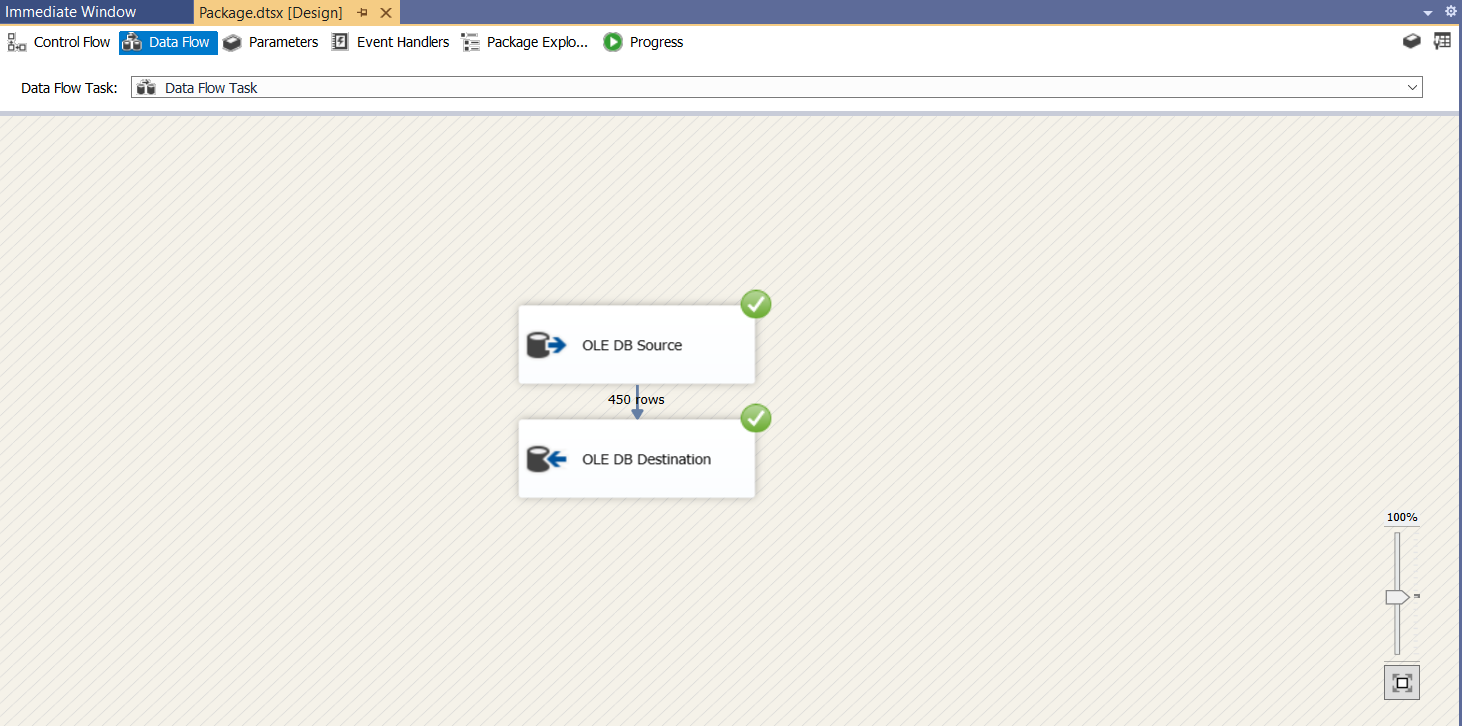 Immediate Window Package.dtsx [Design]
Control Flow Data Flow Parameters Event Handlers Package Explo... Progress
Data Flow Task: Data Flow Task
OLE DB Source
450 rows
OLE DB Destination
100%